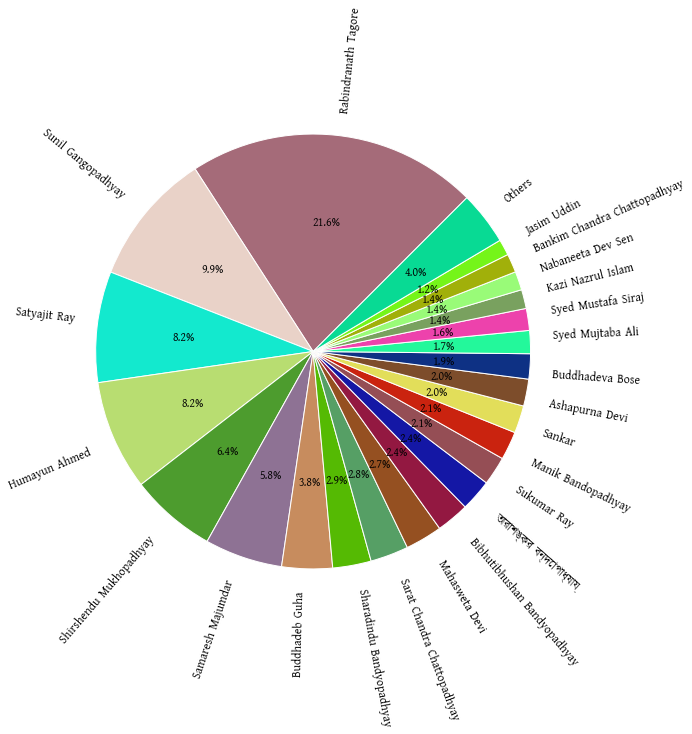 Rabindranath Tagore
21.6%
Sunil Gangopadhyay
9.9%
Satyajit Ray
8.2%
Humayun Ahmed
8.2%
Shirshendu Mukhopadhyay
6.4%
Samaresh Majumdar
5.8%
Buddhadeb Guha
3.8%
Sharadindu Bandyopadhyay
2.9%
Sarat Chandra Chattopadhyay
2.8%
Mahasweta Devi
2.7%
Bibhutibhushan Bandyopadhyay
2.4%
তারাশঙ্কর বন্দ্যোপাধ্যায়
2.4%
Sukumar Ray
2.1%
Manik Bandopadhyay
2.1%
Sankar
2.0%
Ashapurna Devi
2.0%
Buddhadeva Bose
1.9%
Syed Mujtaba Ali
1.7%
Syed Mustafa Siraj
1.6%
Kazi Nazrul Islam
1.4%
Nabaneeta Dev Sen
1.4%
Bankim Chandra Chattopadhyay
1.4%
Jasim Uddin
1.2%
Others
4.0%